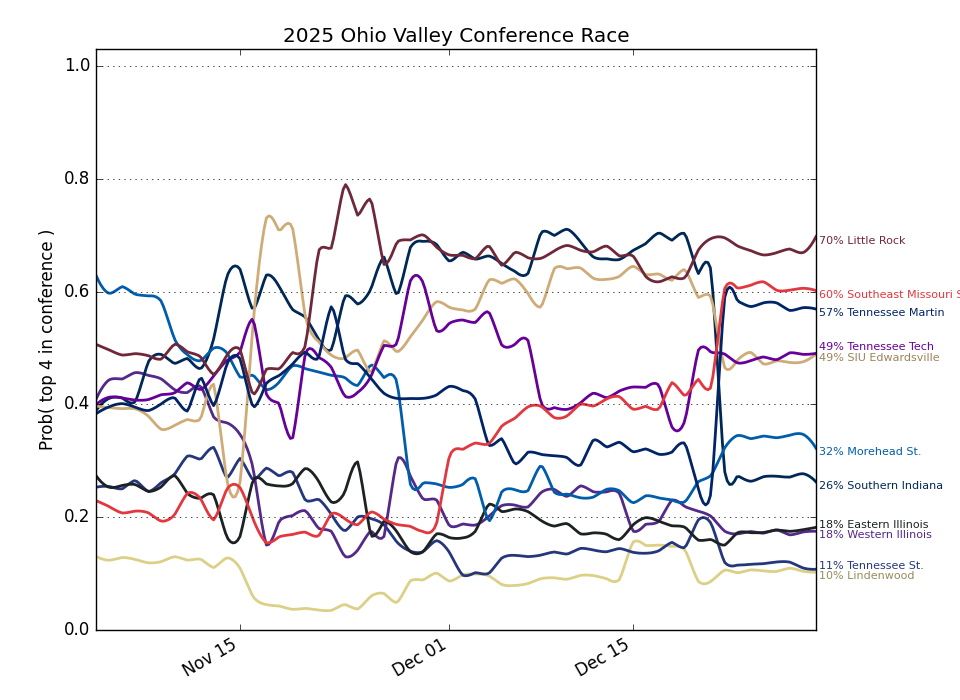 2025 Ohio Valley Conference Race
Prob( top 4 in conference )
1.0
0.8
0.6
0.4
0.2
0.0
Nov 15
Dec 01
Dec 15
70% Little Rock
60% Southeast Missouri S
57% Tennessee Martin
49% Tennessee Tech
49% SIU Edwardsville
32% Morehead St.
26% Southern Indiana
18% Eastern Illinois
18% Western Illinois
11% Tennessee St.
10% Lindenwood